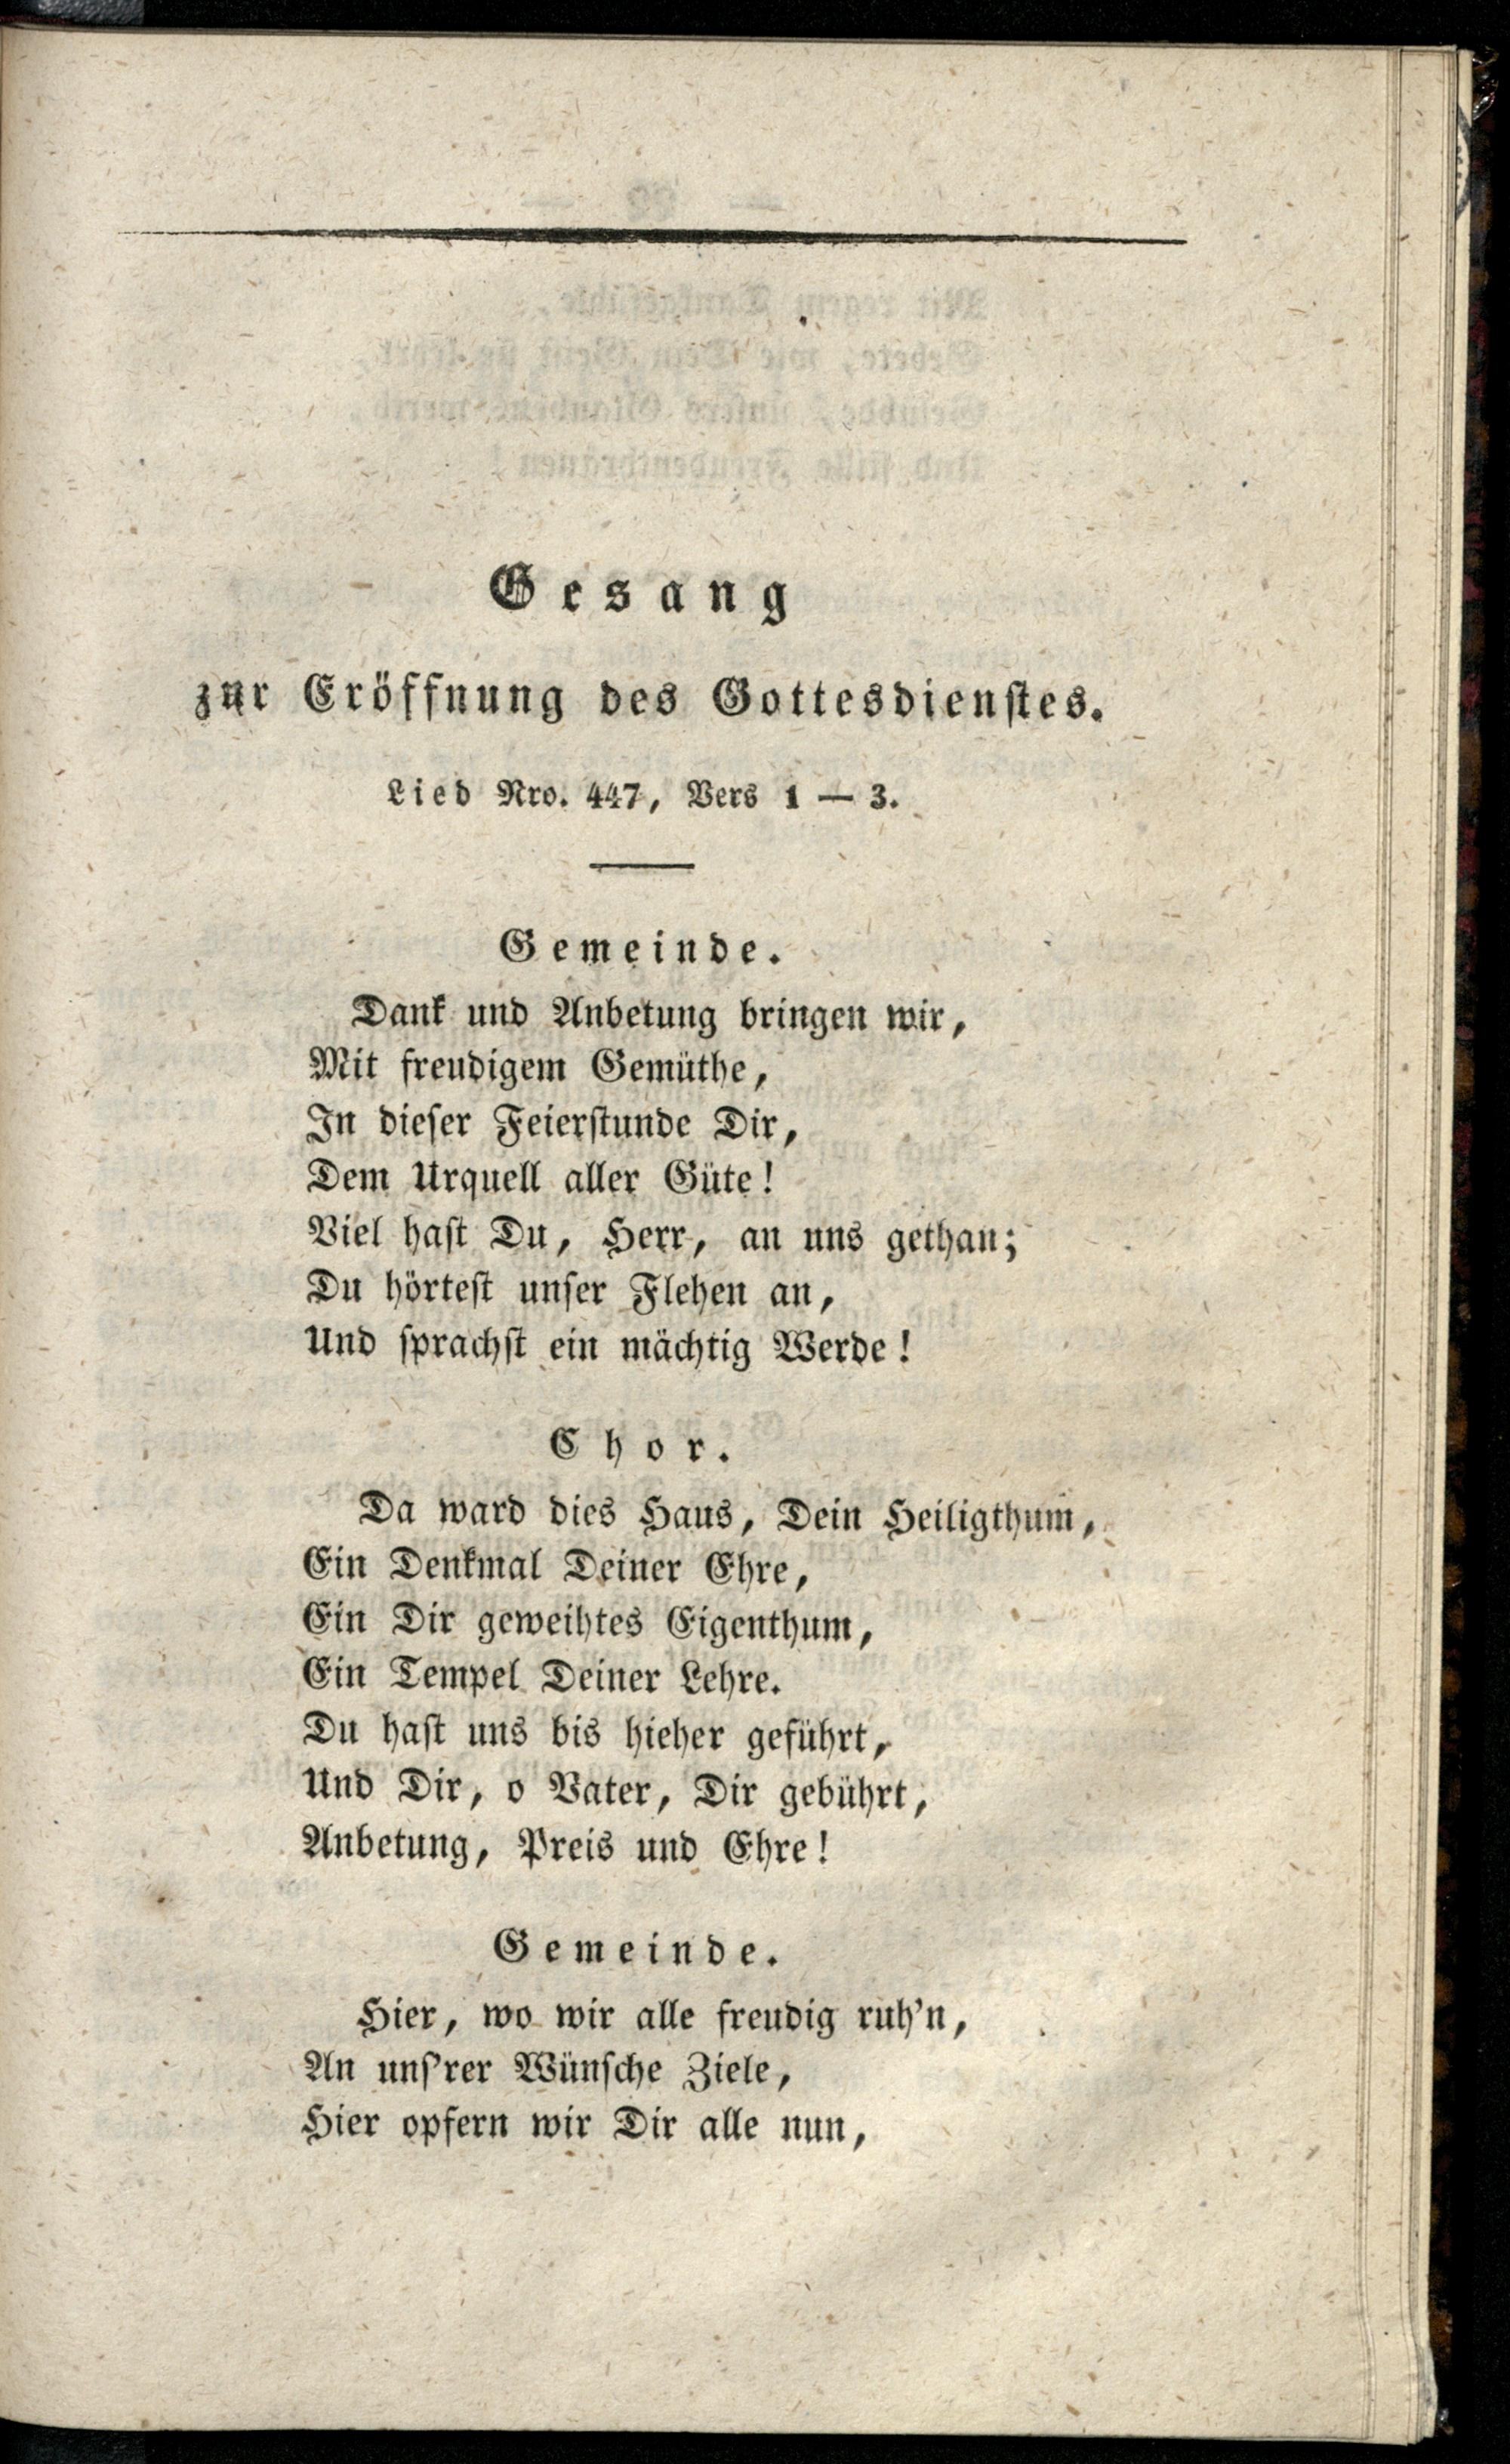 Gesang
zur Eröffnung des Gottesdienstes.
Lied Nro. 447, Vers 1 — 3.
Gemeinde.
Dank und Anbetung bringen wir,
Mit freudigem Gemüthe,
In dieser Feierstunde Dir,
Dem Urquell aller Güte!
Viel hast Du, Herr, an uns gethan;
Du hörtest unser Flehen an,
Und sprachst ein mächtig Werde!
Chor.
Da ward dies Haus, Dein Heiligthum,
Ein Denkmal Deiner Ehre,
Ein Dir geweihtes Eigenthum,
Ein Tempel Deiner Lehre.
Du hast uns bis hieher geführt,
Und Dir, o Vater, Dir gebührt,
Anbetung, Preis und Ehre!
Gemeinde.
Hier, wo wir alle freudig ruh'n,
An uns'rer Wünsche Ziele,
Hier opfern wir Dir alle nun,